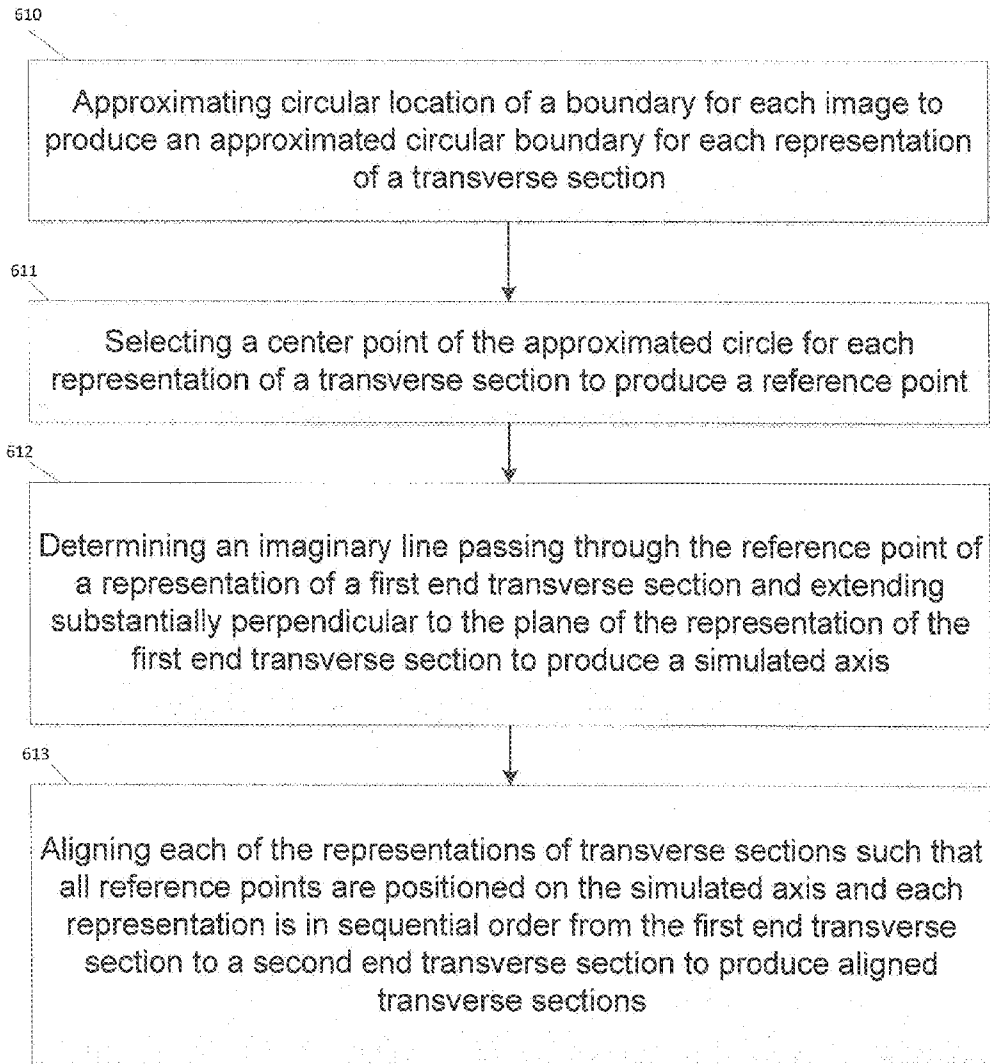 610
Approximating circular location of a boundary for each image to
produce an approximated circular boundary for each representation
of a transverse section
611
Selecting a center point of the approximated circle for each
representation of a transverse section to produce a reference point
612
Determining an imaginary line passing through the reference point of
a representation of a first end transverse section and extending
substantially perpendicular to the plane of the representation of the
first end transverse section to produce a simulated axis
613
Aligning each of the representations of transverse sections such that
all reference points are positioned on the simulated axis and each
representation is in sequential order from the first end transverse
section to a second end transverse section to produce aligned
transverse sections